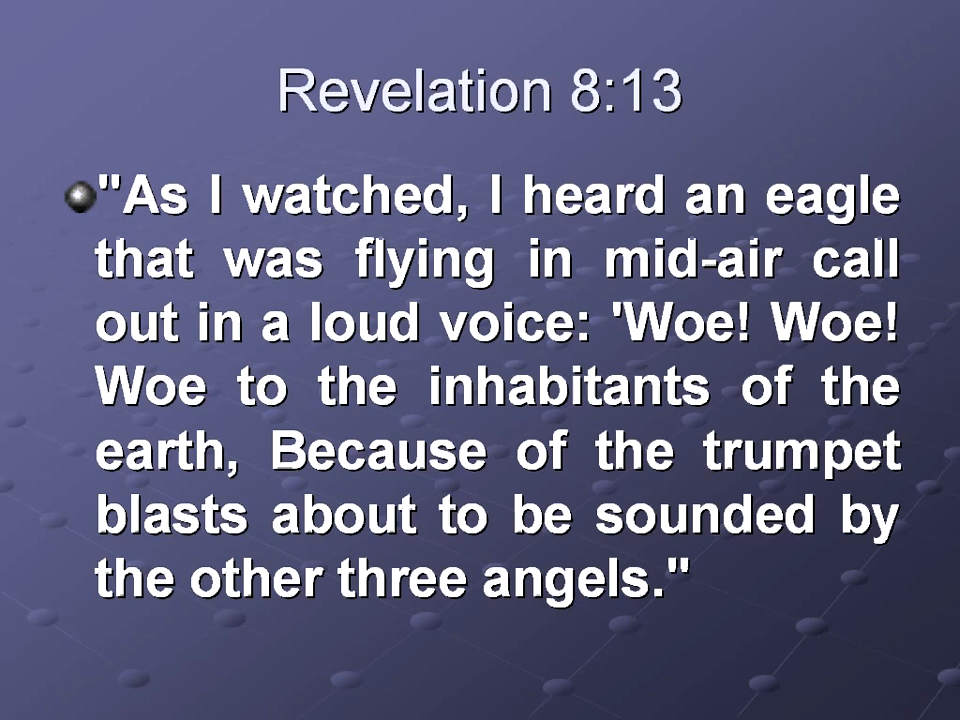 Revelation 8:13
"As I watched, I heard an eagle
that was flying in mid-air call
out in a loud voice: 'Woe! Woe!
Woe to the inhabitants of the
earth, Because of the trumpet
blasts about to be sounded by
the other three angels."